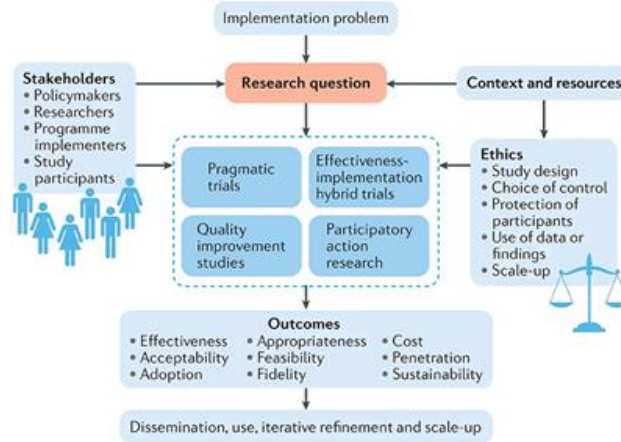 Implementation problem
Stakeholders
• Policymakers
• Researchers
• Programme
implementers
• Study
participants
Research question
Context and resources
Pragmatic
trials
Effectiveness-
implementation
hybrid trials
Quality
improvement
studies
Participatory
action
research
Ethics
• Study design
• Choice of control
• Protection of
participants
• Use of data or
findings
• Scale-up
Outcomes
• Effectiveness
• Acceptability
• Adoption
• Appropriateness
• Feasibility
• Fidelity
• Cost
• Penetration
• Sustainability
Dissemination, use, iterative refinement and scale-up